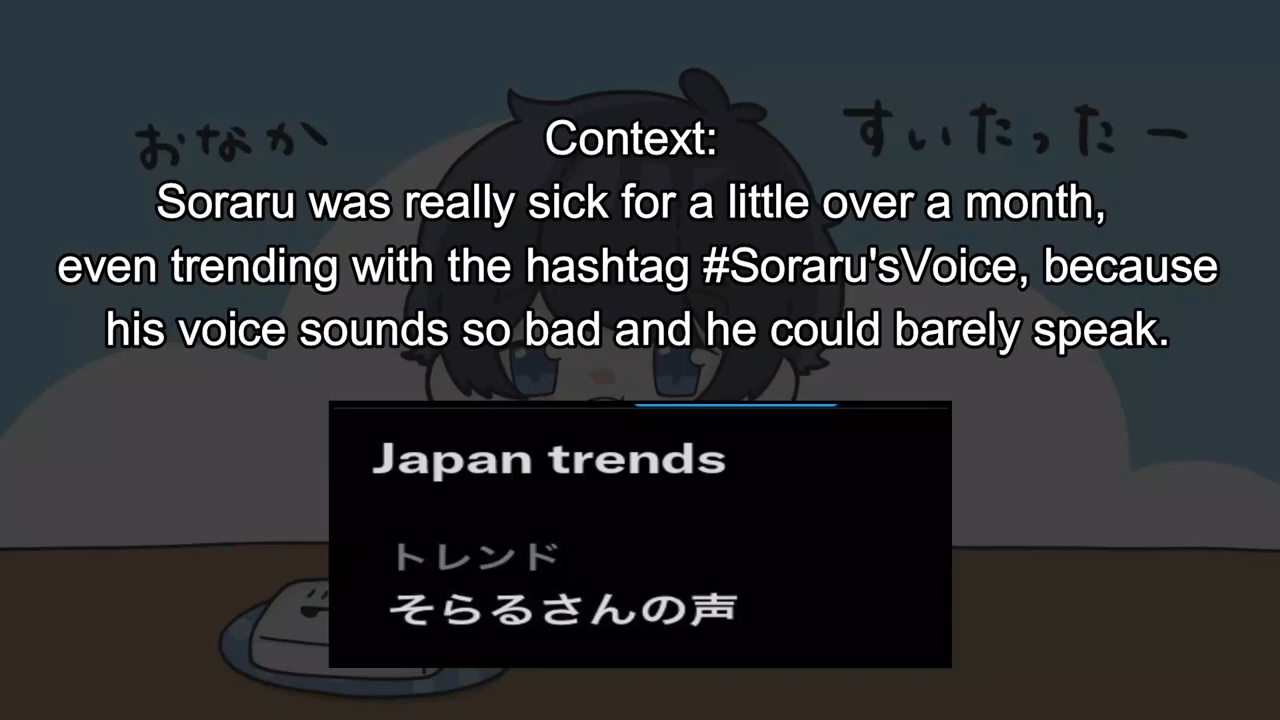 おなか
すいたったー
Context:
Soraru was really sick for a little over a month,
even trending with the hashtag #Soraru'sVoice, because
his voice sounds so bad and he could barely speak.
Japan trends
トレンド
そらるさんの声